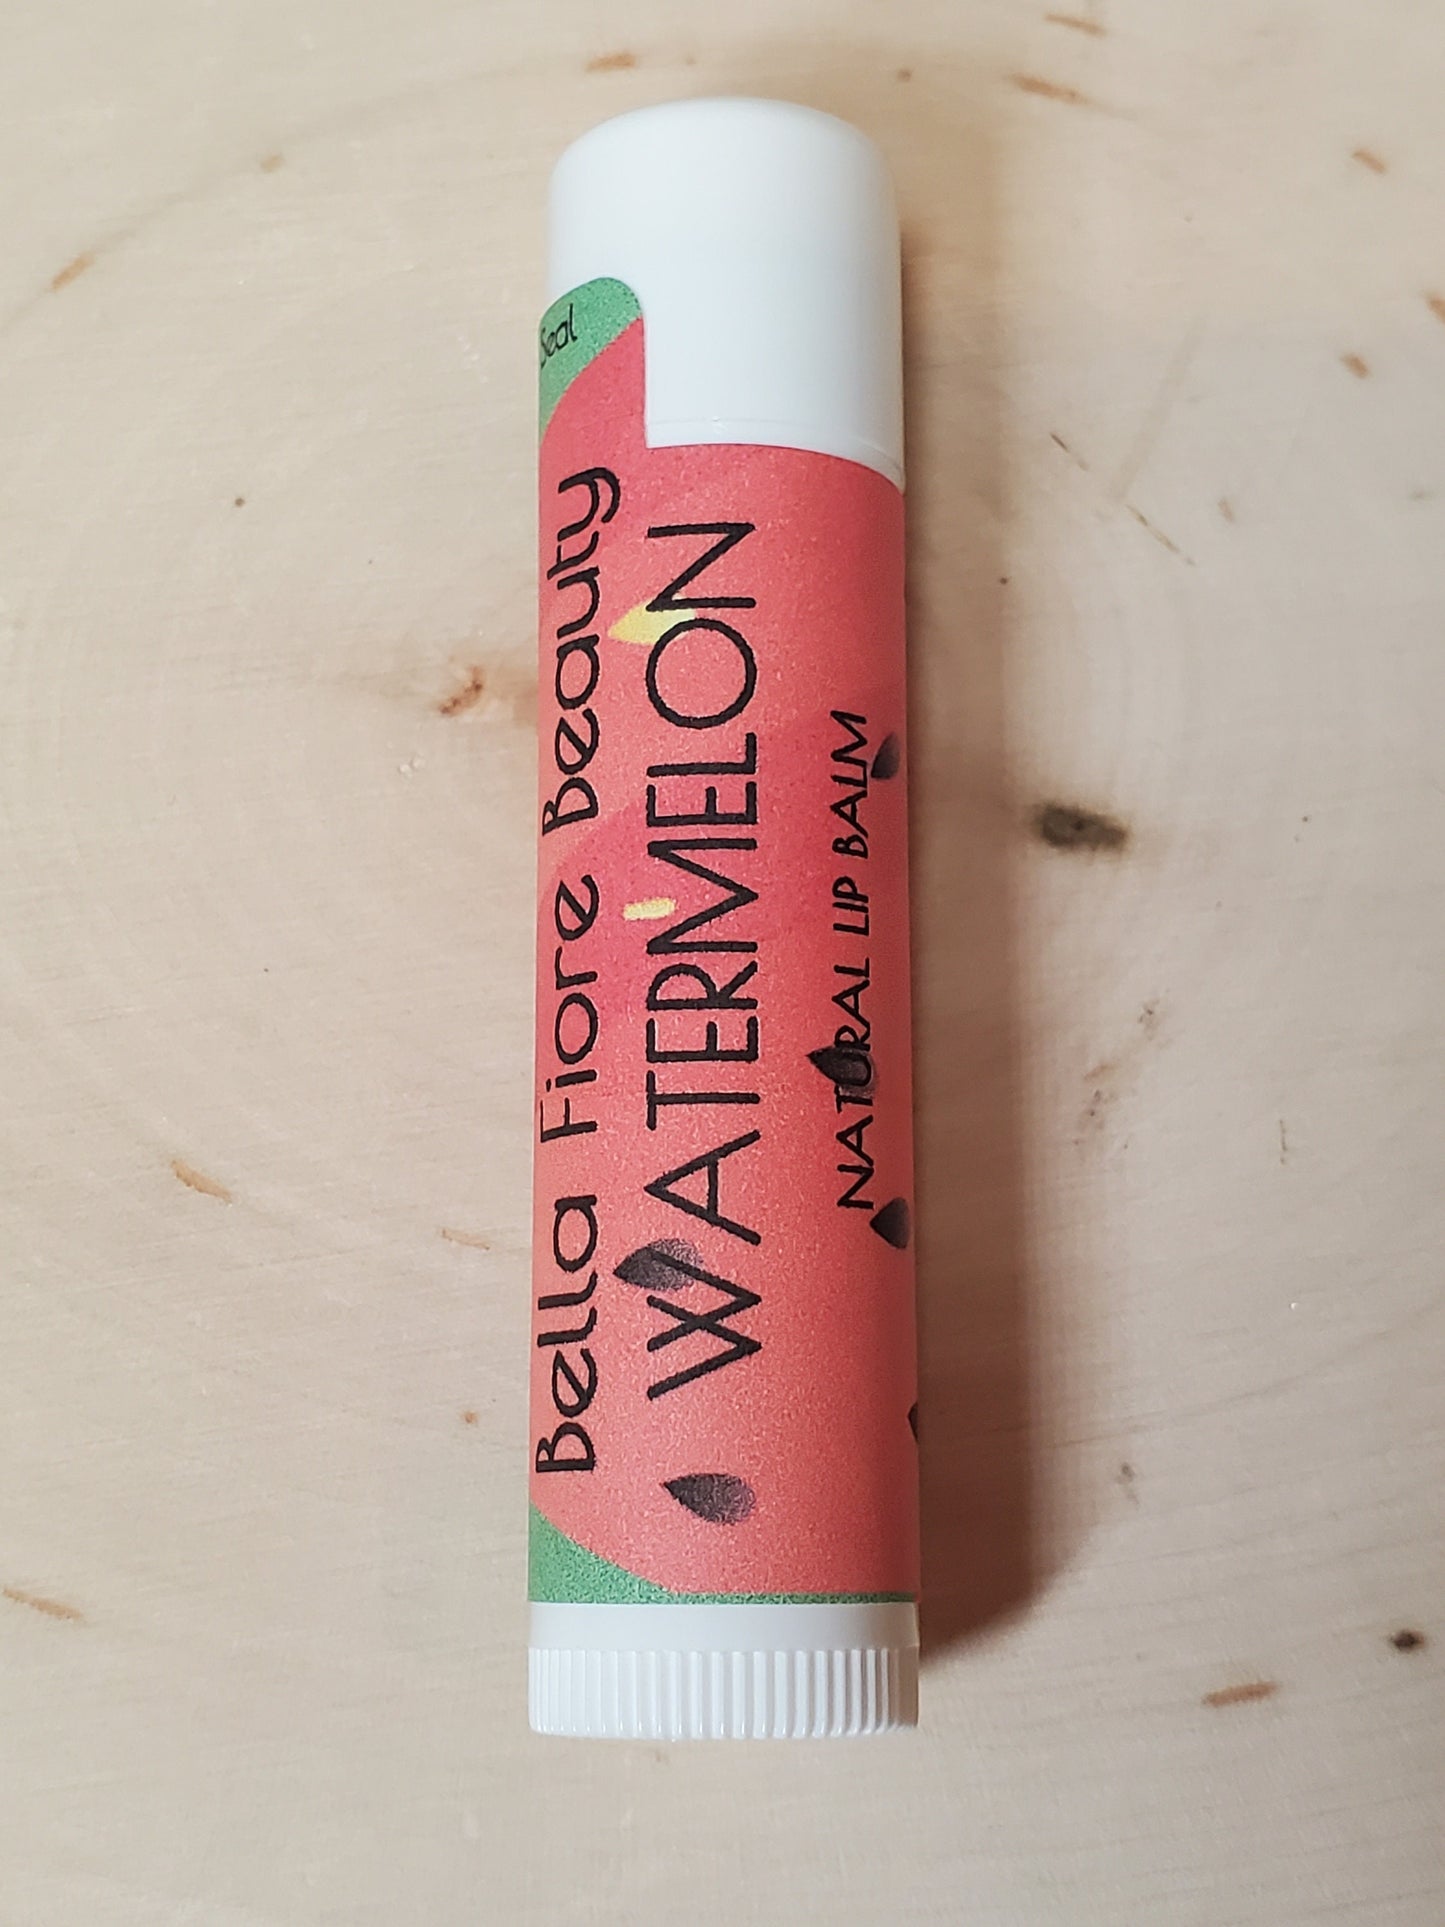 Seal
Bella Fiore Beauty
WATERMELON
NATURAL LIP BALM